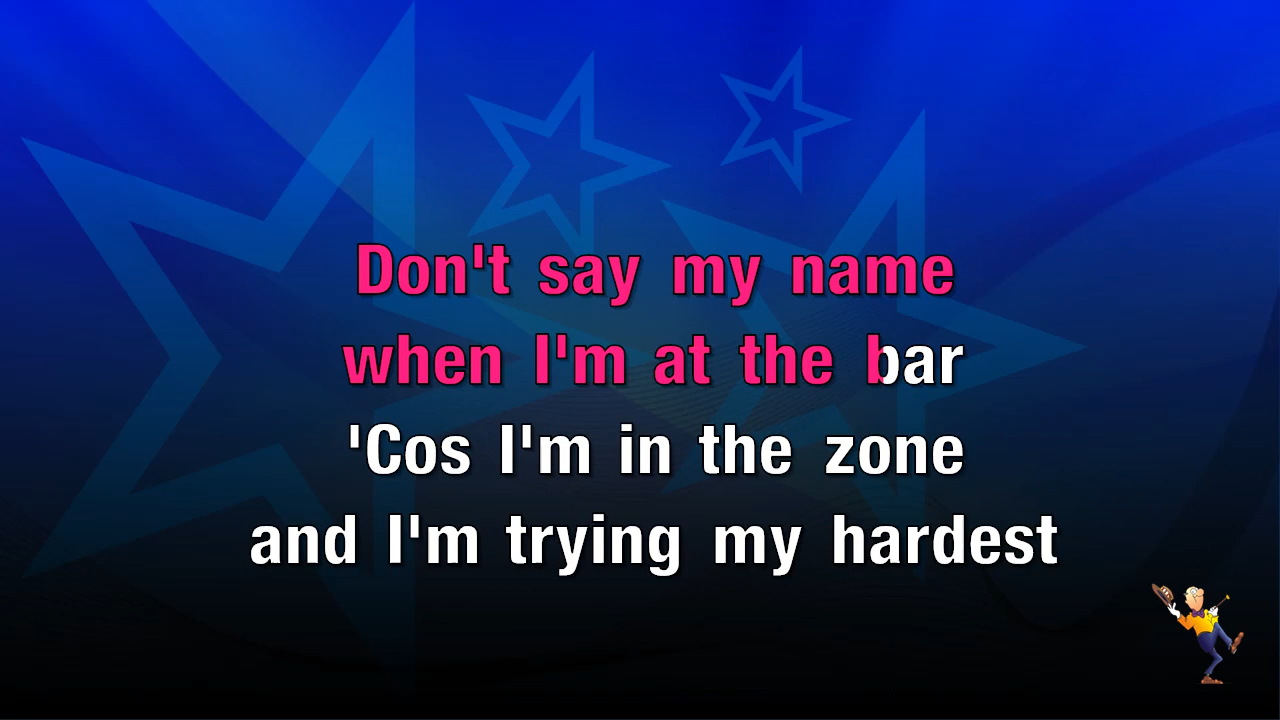 Don't say my name
when I'm at the bar
'Cos I'm in the zone
and I'm trying my hardest